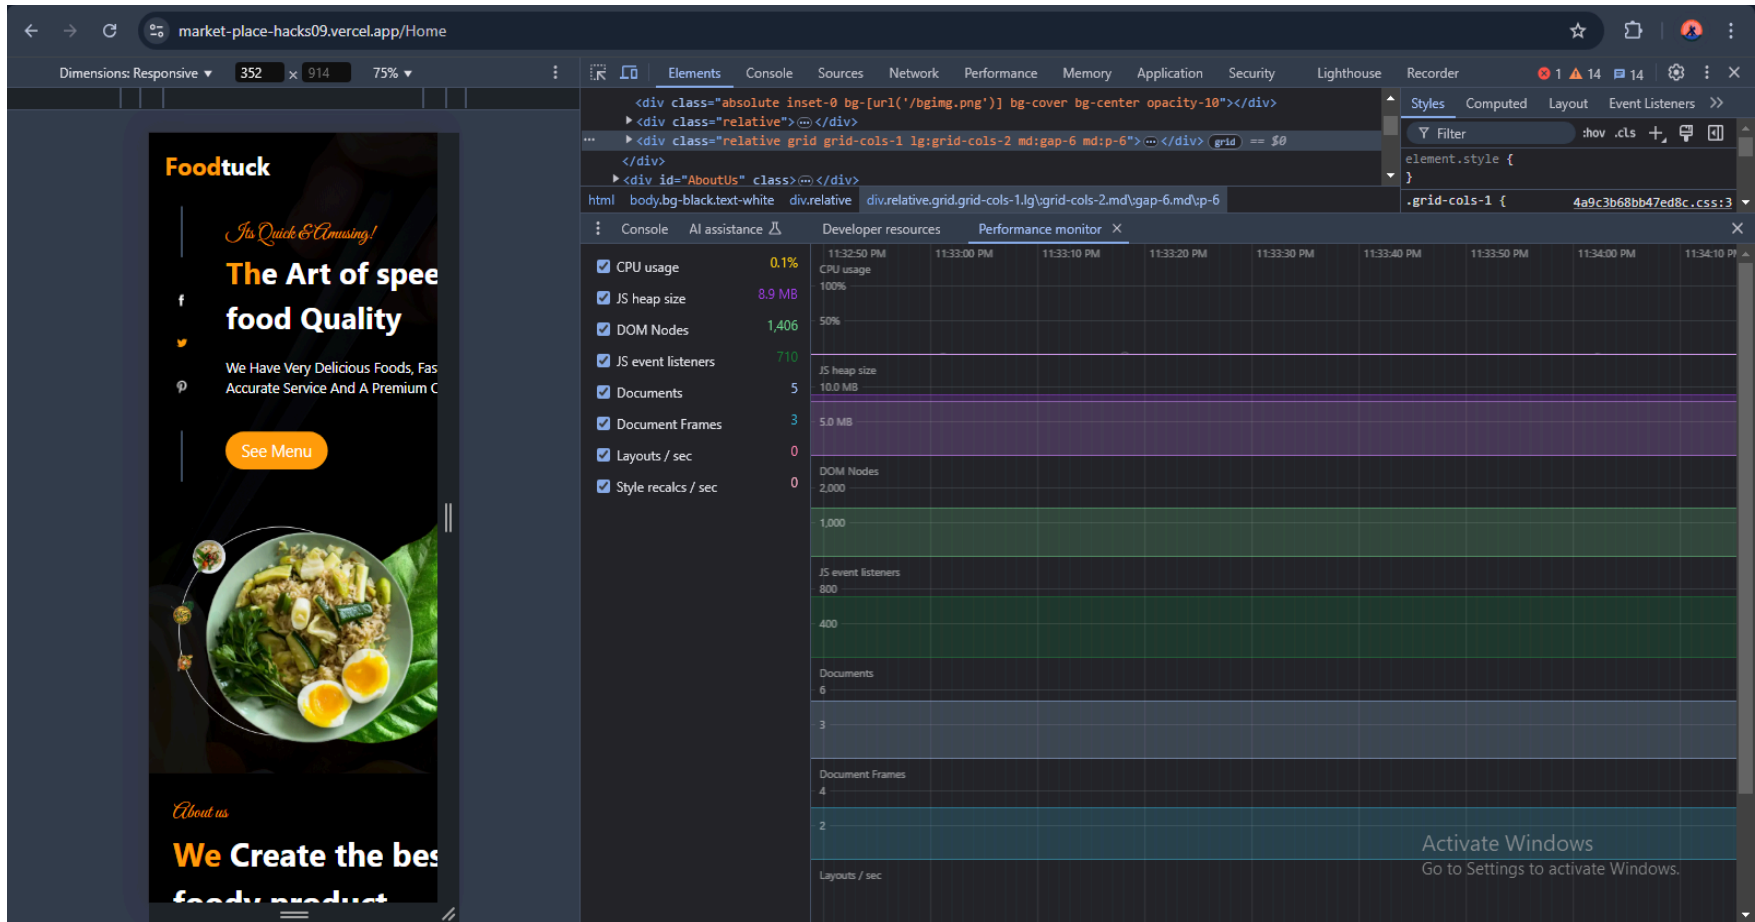 market-place-hacks09.vercel.app/Home
Dimensions: Responsive 352 × 914 75%
Elements Console Sources Network Performance Memory Application Security Lighthouse Recorder 1 14 14
Foodtuck
Its Quick & Amusing!
The Art of spee
food Quality
We Have Very Delicious Foods, Fas
Accurate Service And A Premium C
See Menu
About us
We Create the bes
foody product
<div class="absolute inset-0 bg-[url('/bgimg.png')] bg-cover bg-center opacity-10"></div>
<div class="relative">…</div>
<div class="relative grid grid-cols-1 lg:grid-cols-2 md:gap-6 md:p-6">…</div> grid == $0
</div>
<div id="AboutUs" class>…</div>
html body.bg-black.text-white div.relative div.relative.grid.grid-cols-1.lg\:grid-cols-2.md\:gap-6.md\:p-6
Styles Computed Layout Event Listeners
Filter :hov .cls
element.style {
}
.grid-cols-1 { 4a9c3b68bb47ed8c.css:3
Console AI assistance Developer resources Performance monitor
CPU usage 0.1%
JS heap size 8.9 MB
DOM Nodes 1,406
JS event listeners 710
Documents 5
Document Frames 3
Layouts / sec 0
Style recalcs / sec 0
11:32:50 PM 11:33:00 PM 11:33:10 PM 11:33:20 PM 11:33:30 PM 11:33:40 PM 11:33:50 PM 11:34:00 PM 11:34:10 P
CPU usage
100%
50%
JS heap size
10.0 MB
5.0 MB
DOM Nodes
2,000
1,000
JS event listeners
800
400
Documents
6
3
Document Frames
4
2
Layouts / sec
Activate Windows
Go to Settings to activate Windows.